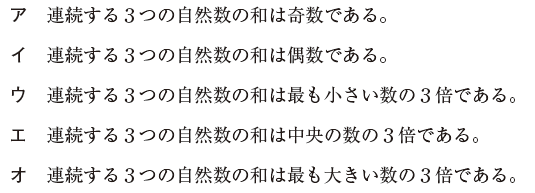 ア 連続する３つの自然数の和は奇数である。
イ 連続する３つの自然数の和は偶数である。
ウ 連続する３つの自然数の和は最も小さい数の３倍である。
エ 連続する３つの自然数の和は中央の数の３倍である。
オ 連続する３つの自然数の和は最も大きい数の３倍である。